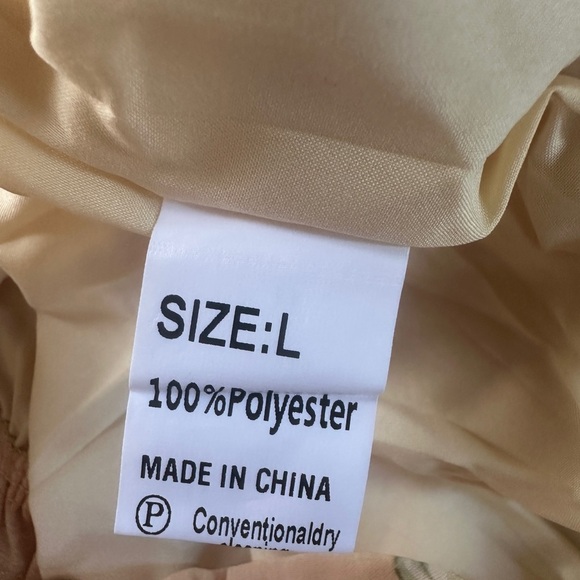 SIZE:L
100%Polyester
MADE IN CHINA
P Conventionaldry